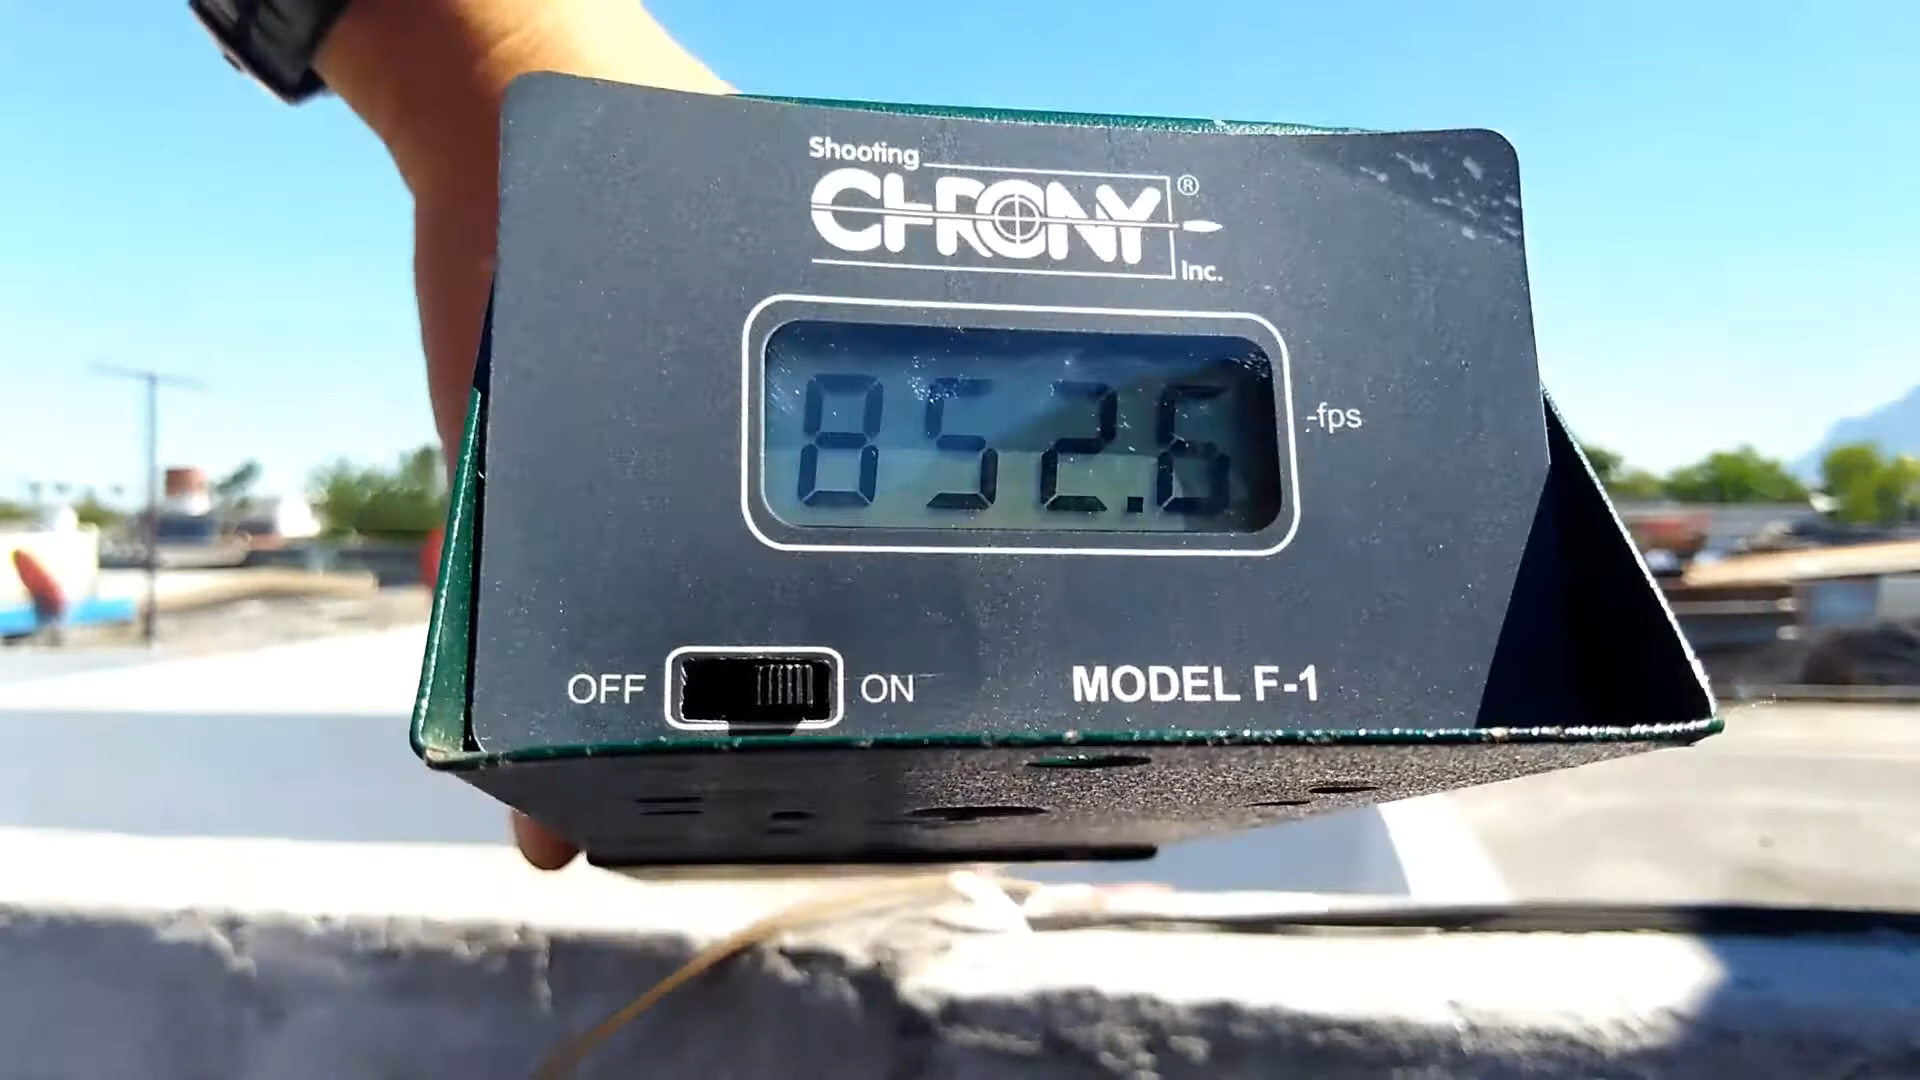 Shooting
CHRONY®
Inc.
852.6
-fps
OFF ON
MODEL F-1